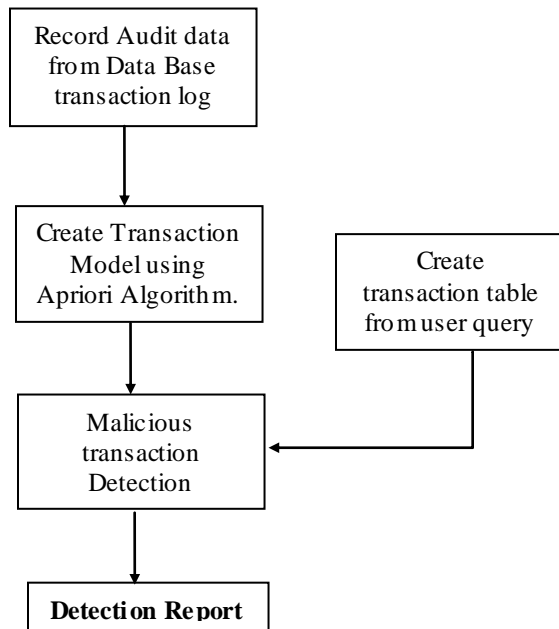 Record Audit data
from Data Base
transaction log
Create Transaction
Model using
Apriori Algorithm.
Create
transaction table
from user query
Malicious
transaction
Detection
Detection Report